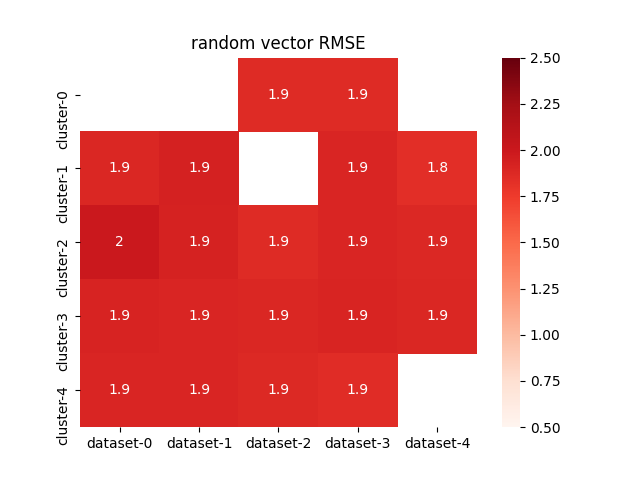 random vector RMSE
cluster-0
1.9 1.9
cluster-1
1.9 1.9 1.9 1.8
cluster-2
2 1.9 1.9 1.9 1.9
cluster-3
1.9 1.9 1.9 1.9 1.9
cluster-4
1.9 1.9 1.9 1.9
dataset-0 dataset-1 dataset-2 dataset-3 dataset-4
2.50
2.25
2.00
1.75
1.50
1.25
1.00
0.75
0.50